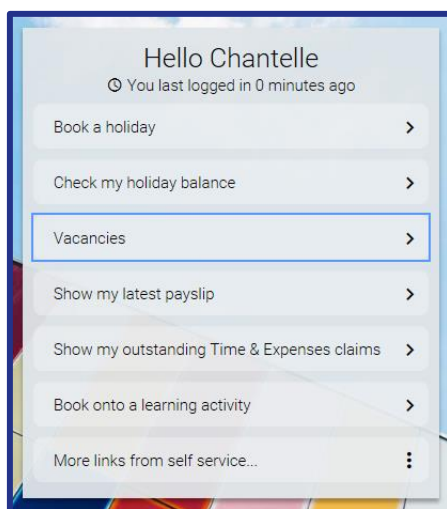 Hello Chantelle
You last logged in 0 minutes ago
Book a holiday
Check my holiday balance
Vacancies
Show my latest payslip
Show my outstanding Time & Expenses claims
Book onto a learning activity
More links from self service...